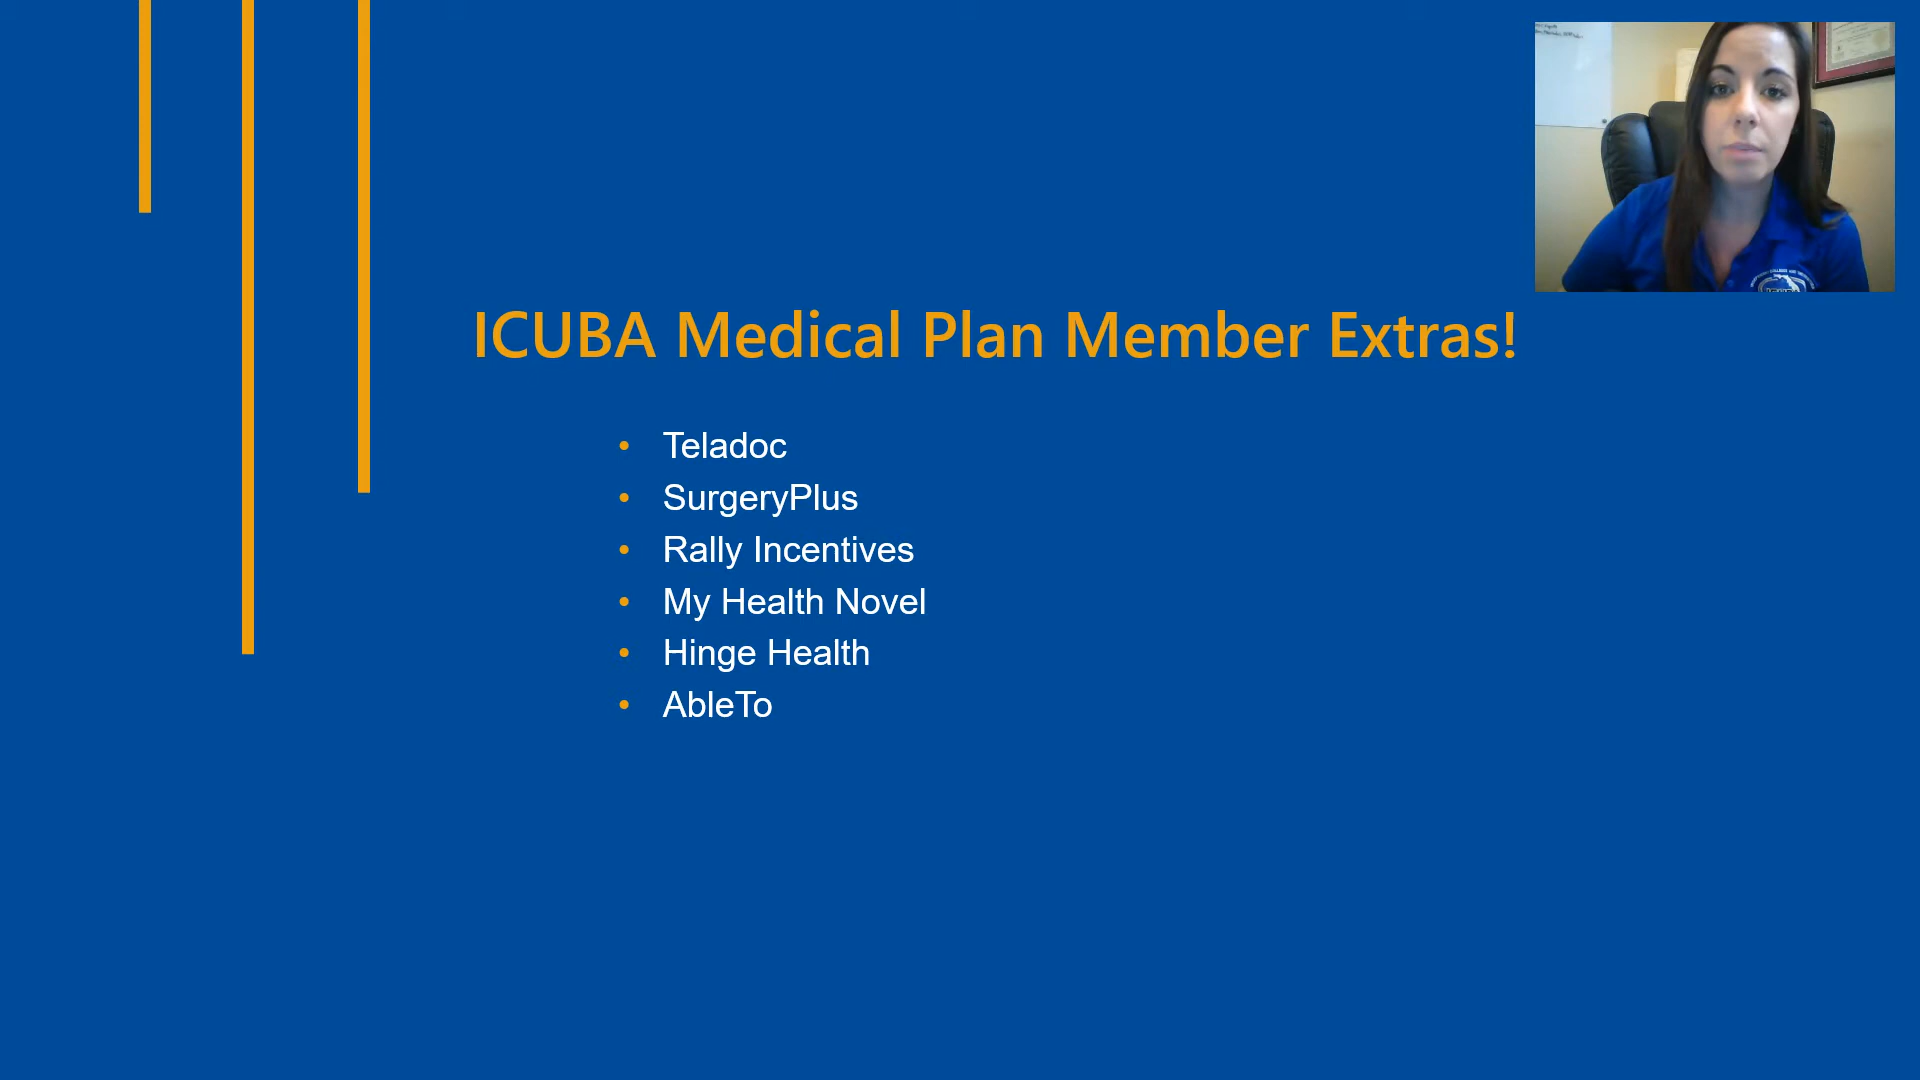 ICUBA Medical Plan Member Extras!
• Teladoc
• SurgeryPlus
• Rally Incentives
• My Health Novel
• Hinge Health
• AbleTo